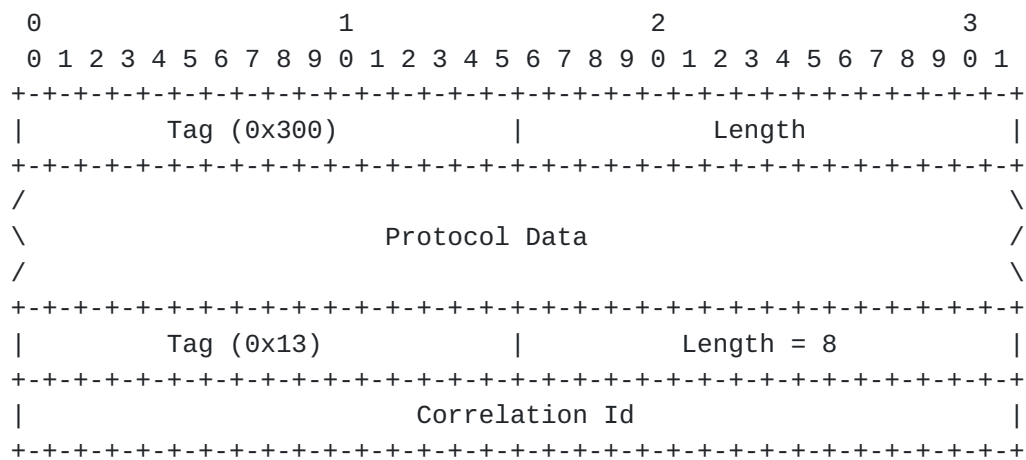 0                   1                   2                   3
 0 1 2 3 4 5 6 7 8 9 0 1 2 3 4 5 6 7 8 9 0 1 2 3 4 5 6 7 8 9 0 1
+-+-+-+-+-+-+-+-+-+-+-+-+-+-+-+-+-+-+-+-+-+-+-+-+-+-+-+-+-+-+-+-+
|         Tag (0x300)           |            Length             |
+-+-+-+-+-+-+-+-+-+-+-+-+-+-+-+-+-+-+-+-+-+-+-+-+-+-+-+-+-+-+-+-+
/                                                               \
\                       Protocol Data                           /
/                                                               \
+-+-+-+-+-+-+-+-+-+-+-+-+-+-+-+-+-+-+-+-+-+-+-+-+-+-+-+-+-+-+-+-+
|         Tag (0x13)            |          Length = 8           |
+-+-+-+-+-+-+-+-+-+-+-+-+-+-+-+-+-+-+-+-+-+-+-+-+-+-+-+-+-+-+-+-+
|                         Correlation Id                        |
+-+-+-+-+-+-+-+-+-+-+-+-+-+-+-+-+-+-+-+-+-+-+-+-+-+-+-+-+-+-+-+-+